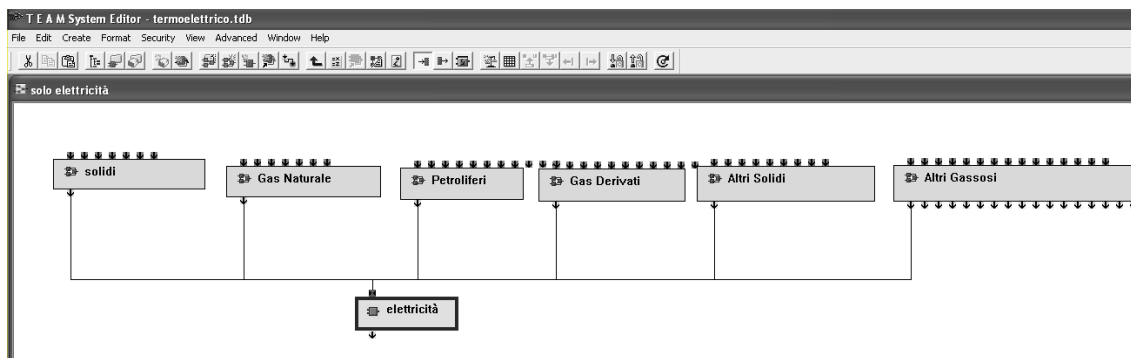 T E A M System Editor - termoelettrico.tdb
File Edit Create Format Security View Advanced Window Help
solo elettricità
solidi
Gas Naturale
Petroliferi
Gas Derivati
Altri Solidi
Altri Gassosi
elettricità